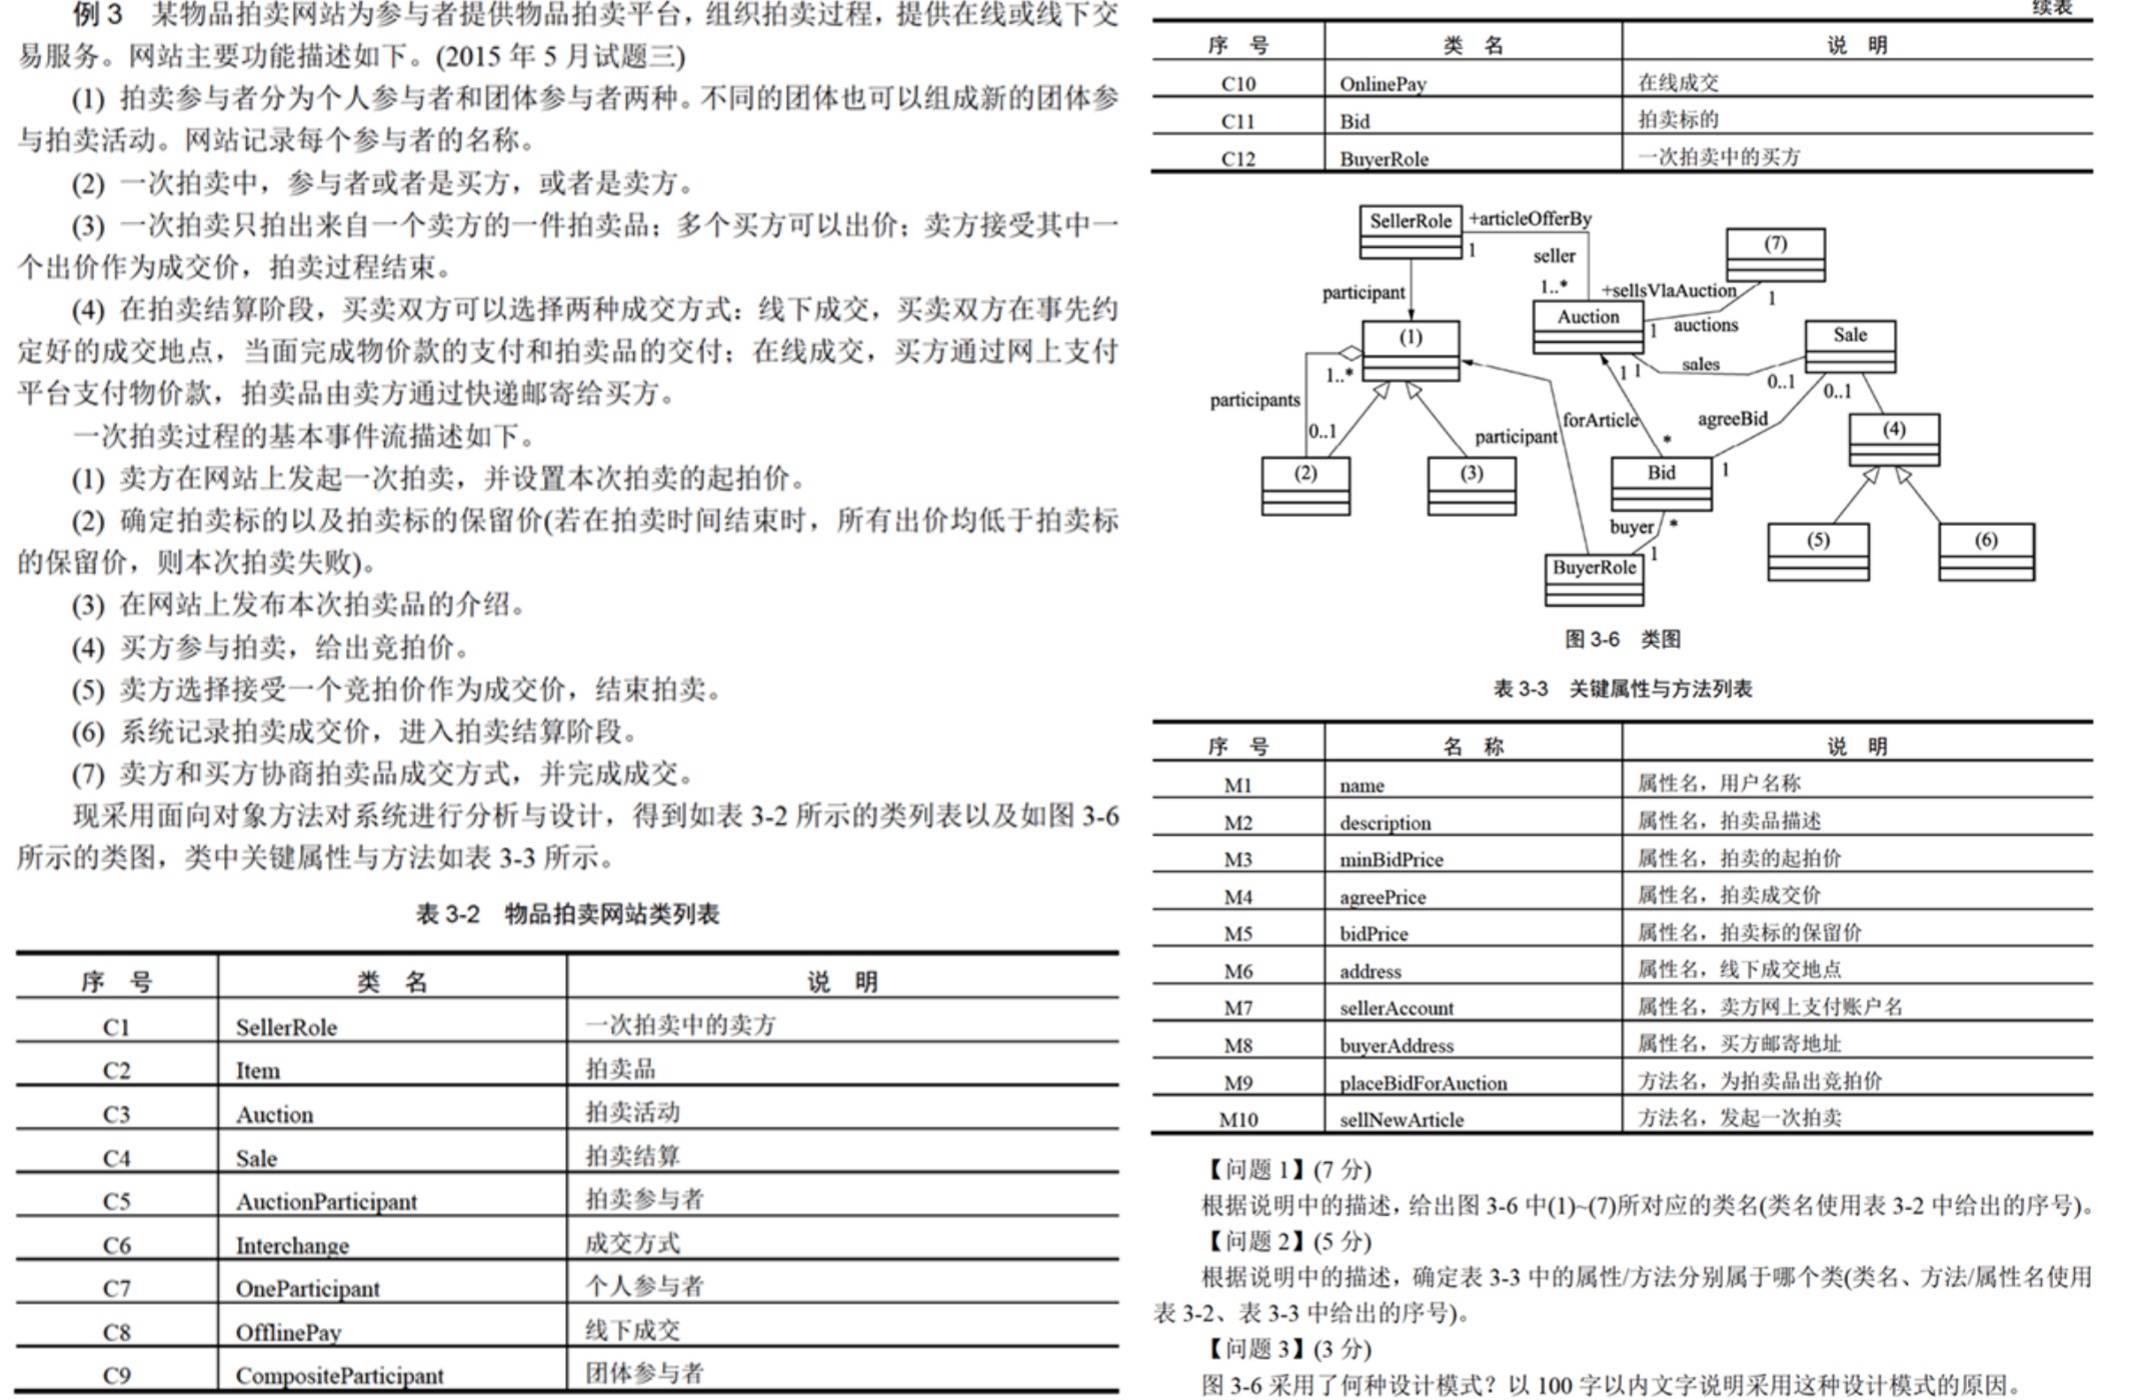 例 3 某物品拍卖网站为参与者提供物品拍卖平台，组织拍卖过程，提供在线或线下交
易服务。网站主要功能描述如下。(2015 年 5 月试题三)
(1) 拍卖参与者分为个人参与者和团体参与者两种。不同的团体也可以组成新的团体参
与拍卖活动。网站记录每个参与者的名称。
(2) 一次拍卖中，参与者或者是买方，或者是卖方。
(3) 一次拍卖只拍出来自一个卖方的一件拍卖品；多个买方可以出价；卖方接受其中一
个出价作为成交价，拍卖过程结束。
(4) 在拍卖结算阶段，买卖双方可以选择两种成交方式：线下成交，买卖双方在事先约
定好的成交地点，当面完成物价款的支付和拍卖品的交付；在线成交，买方通过网上支付
平台支付物价款，拍卖品由卖方通过快递邮寄给买方。
一次拍卖过程的基本事件流描述如下。
(1) 卖方在网站上发起一次拍卖，并设置本次拍卖的起拍价。
(2) 确定拍卖标的以及拍卖标的保留价(若在拍卖时间结束时，所有出价均低于拍卖标
的保留价，则本次拍卖失败)。
(3) 在网站上发布本次拍卖品的介绍。
(4) 买方参与拍卖，给出竞拍价。
(5) 卖方选择接受一个竞拍价作为成交价，结束拍卖。
(6) 系统记录拍卖成交价，进入拍卖结算阶段。
(7) 卖方和买方协商拍卖品成交方式，并完成成交。
现采用面向对象方法对系统进行分析与设计，得到如表 3-2 所示的类列表以及如图 3-6
所示的类图，类中关键属性与方法如表 3-3 所示。
表 3-2 物品拍卖网站类列表
序 号 类 名 说 明
C1 SellerRole 一次拍卖中的卖方
C2 Item 拍卖品
C3 Auction 拍卖活动
C4 Sale 拍卖结算
C5 AuctionParticipant 拍卖参与者
C6 Interchange 成交方式
C7 OneParticipant 个人参与者
C8 OfflinePay 线下成交
C9 CompositeParticipant 团体参与者
续表
序 号 类 名 说 明
C10 OnlinePay 在线成交
C11 Bid 拍卖标的
C12 BuyerRole 一次拍卖中的买方
SellerRole +articleOfferBy
1 seller
(7)
1..* +sellsVlaAuction
1
participant
Auction
1 auctions
(1)
Sale
1..*
1 1 sales 0..1
0..1
participants
forArticle agreeBid
(4)
0..1
participant
*
(2) (3) Bid 1
buyer *
(5) (6)
1
BuyerRole
图 3-6 类图
表 3-3 关键属性与方法列表
序 号 名 称 说 明
M1 name 属性名，用户名称
M2 description 属性名，拍卖品描述
M3 minBidPrice 属性名，拍卖的起拍价
M4 agreePrice 属性名，拍卖成交价
M5 bidPrice 属性名，拍卖标的保留价
M6 address 属性名，线下成交地点
M7 sellerAccount 属性名，卖方网上支付账户名
M8 buyerAddress 属性名，买方邮寄地址
M9 placeBidForAuction 方法名，为拍卖品出竞拍价
M10 sellNewArticle 方法名，发起一次拍卖
【问题 1】(7 分)
根据说明中的描述，给出图 3-6 中(1)~(7)所对应的类名(类名使用表 3-2 中给出的序号)。
【问题 2】(5 分)
根据说明中的描述，确定表 3-3 中的属性/方法分别属于哪个类(类名、方法/属性名使用
表 3-2、表 3-3 中给出的序号)。
【问题 3】(3 分)
图 3-6 采用了何种设计模式？以 100 字以内文字说明采用这种设计模式的原因。